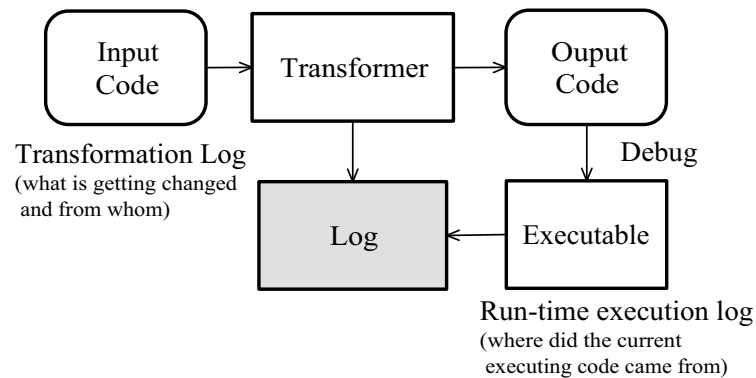 Input
Code
Transformer
Ouput
Code
Transformation Log
(what is getting changed
and from whom)
Debug
Log
Executable
Run-time execution log
(where did the current
executing code came from)